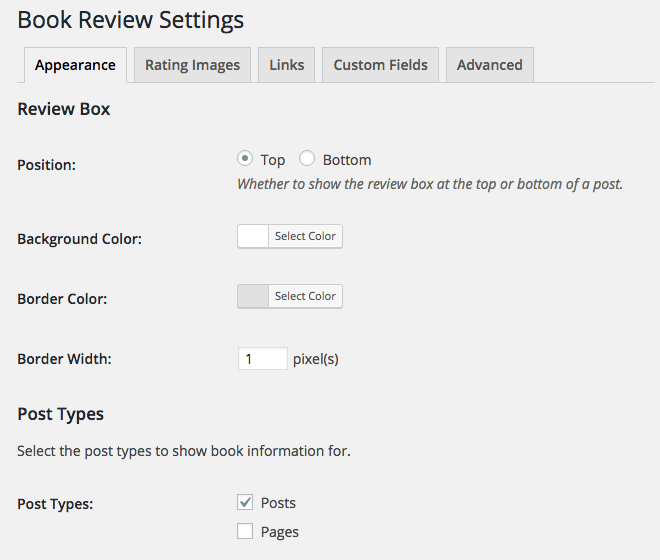 Book Review Settings
Appearance Rating Images Links Custom Fields Advanced
Review Box
Position: Top Bottom
Whether to show the review box at the top or bottom of a post.
Background Color: Select Color
Border Color: Select Color
Border Width: 1 pixel(s)
Post Types
Select the post types to show book information for.
Post Types: Posts
Pages